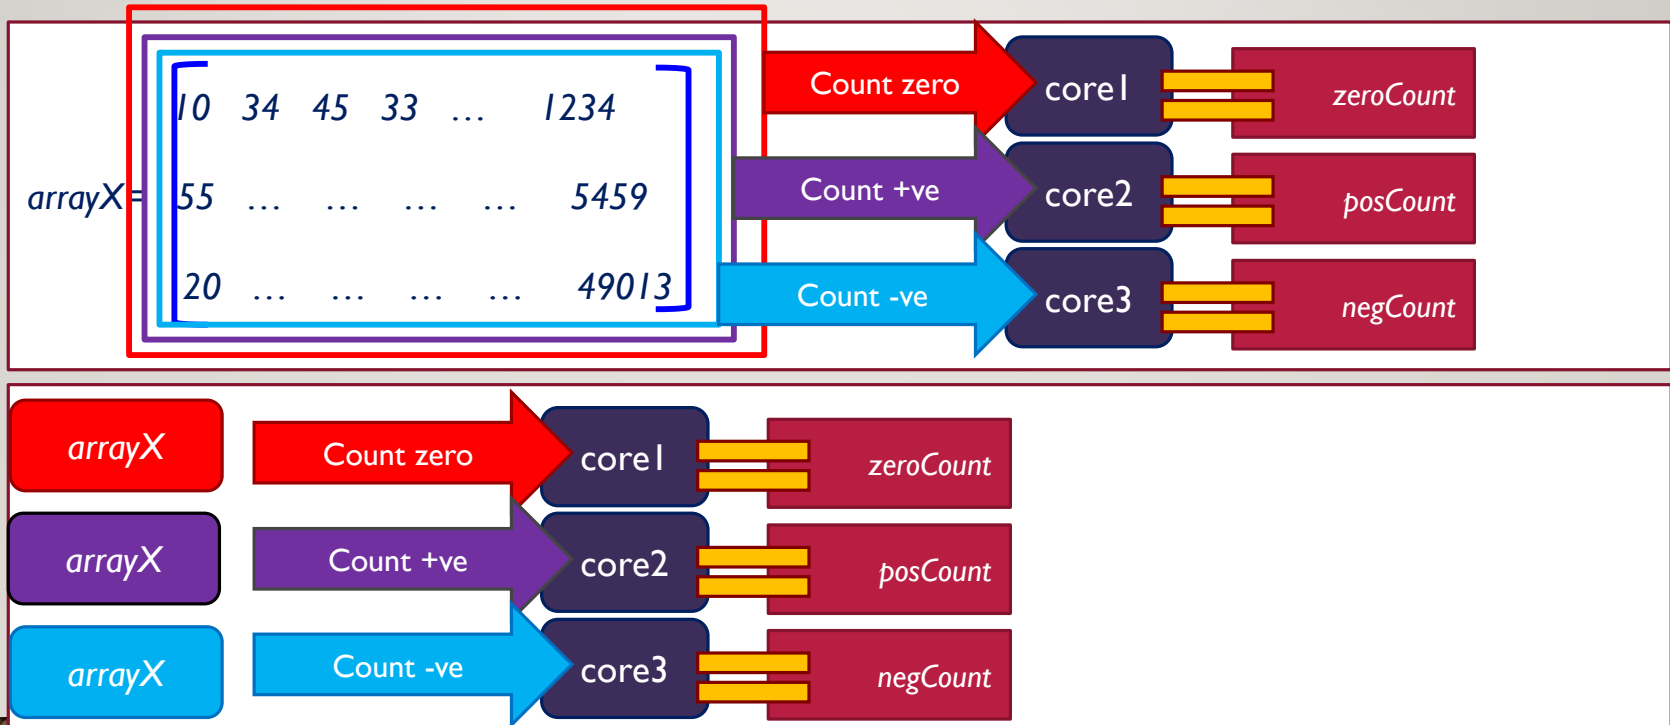 10 34 45 33 ... 1234
arrayX= 55 ... ... ... ... 5459
20 ... ... ... ... 49013
Count zero core1 zeroCount
Count +ve core2 posCount
Count -ve core3 negCount
arrayX Count zero core1 zeroCount
arrayX Count +ve core2 posCount
arrayX Count -ve core3 negCount